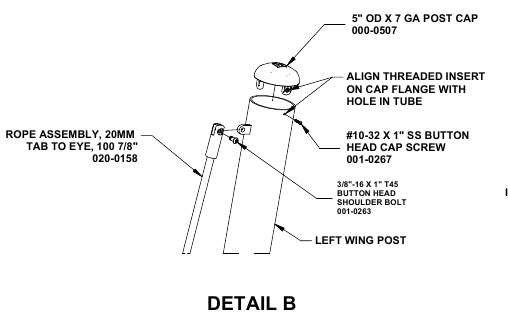 5" OD X 7 GA POST CAP
000-0507
ALIGN THREADED INSERT
ON CAP FLANGE WITH
HOLE IN TUBE
ROPE ASSEMBLY, 20MM
TAB TO EYE, 100 7/8"
020-0158
#10-32 X 1" SS BUTTON
HEAD CAP SCREW
001-0267
3/8"-16 X 1" T45
BUTTON HEAD
SHOULDER BOLT
001-0263
LEFT WING POST
DETAIL B